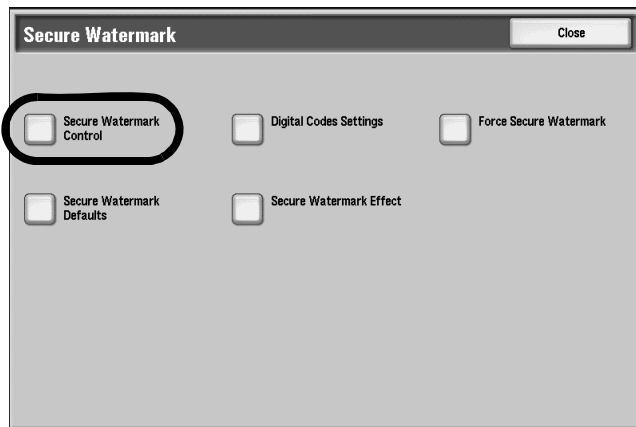 Secure Watermark
Close
Secure Watermark
Control
Digital Codes Settings
Force Secure Watermark
Secure Watermark
Defaults
Secure Watermark Effect